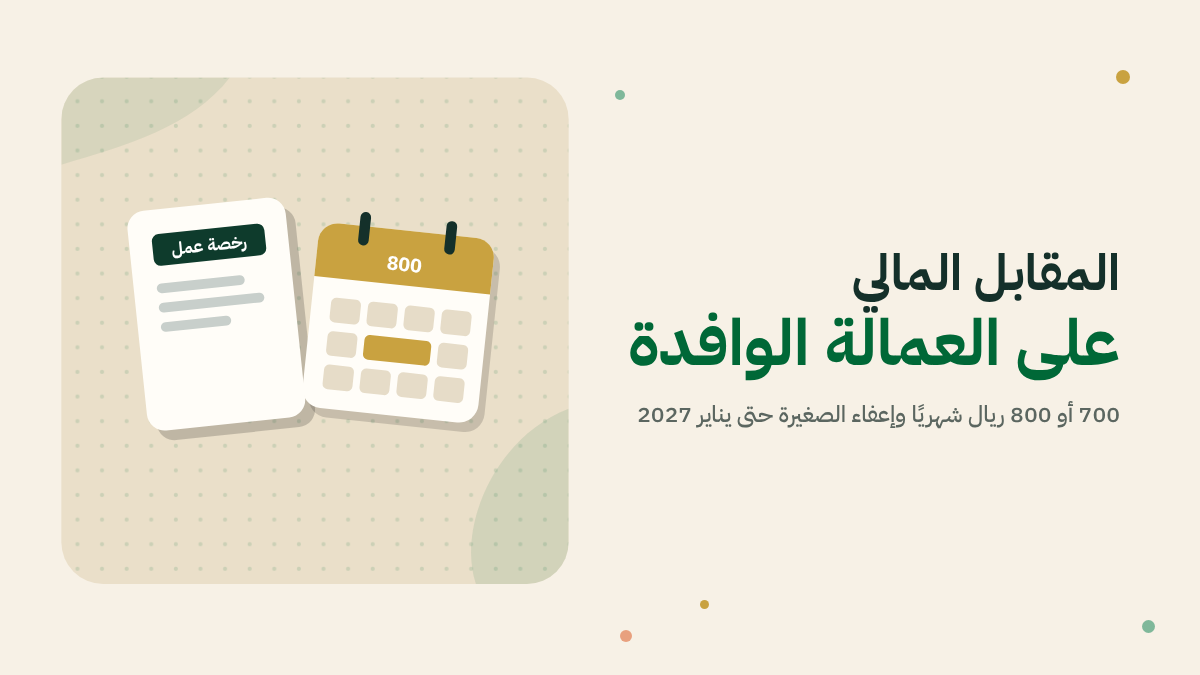 المقابل المالي
على العمالة الوافدة
700 أو 800 ريال شهريًا وإعفاء الصغيرة حتى يناير 2027
800
رخصة عمل